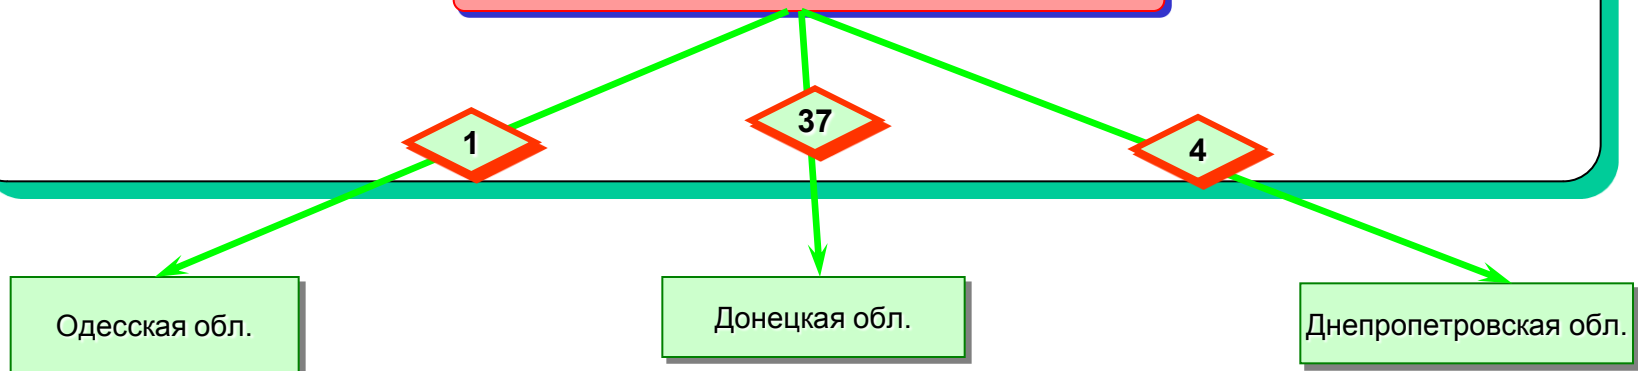 1
37
4
Одесская обл.
Донецкая обл.
Днепропетровская обл.